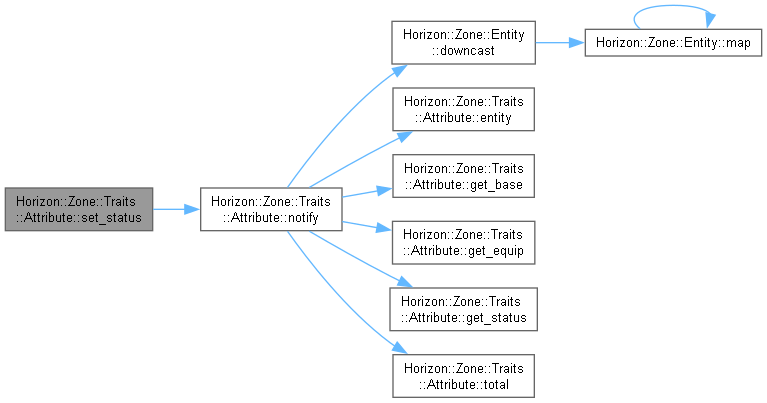 Horizon::Zone::Traits
::Attribute::set_status
Horizon::Zone::Traits
::Attribute::notify
Horizon::Zone::Entity
::downcast
Horizon::Zone::Entity::map
Horizon::Zone::Traits
::Attribute::entity
Horizon::Zone::Traits
::Attribute::get_base
Horizon::Zone::Traits
::Attribute::get_equip
Horizon::Zone::Traits
::Attribute::get_status
Horizon::Zone::Traits
::Attribute::total